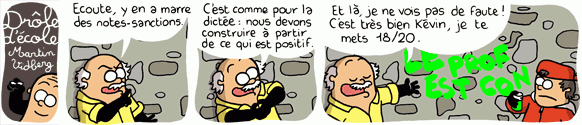 Drôle
d'école
Martin
Vidberg
Ecoute, y en a marre
des notes-sanctions.
C'est comme pour la
dictée : nous devons
construire à partir
de ce qui est positif.
Et là, je ne vois pas de faute !
C'est très bien Kévin, je te
mets 18/20.
LE PROF
EST CON